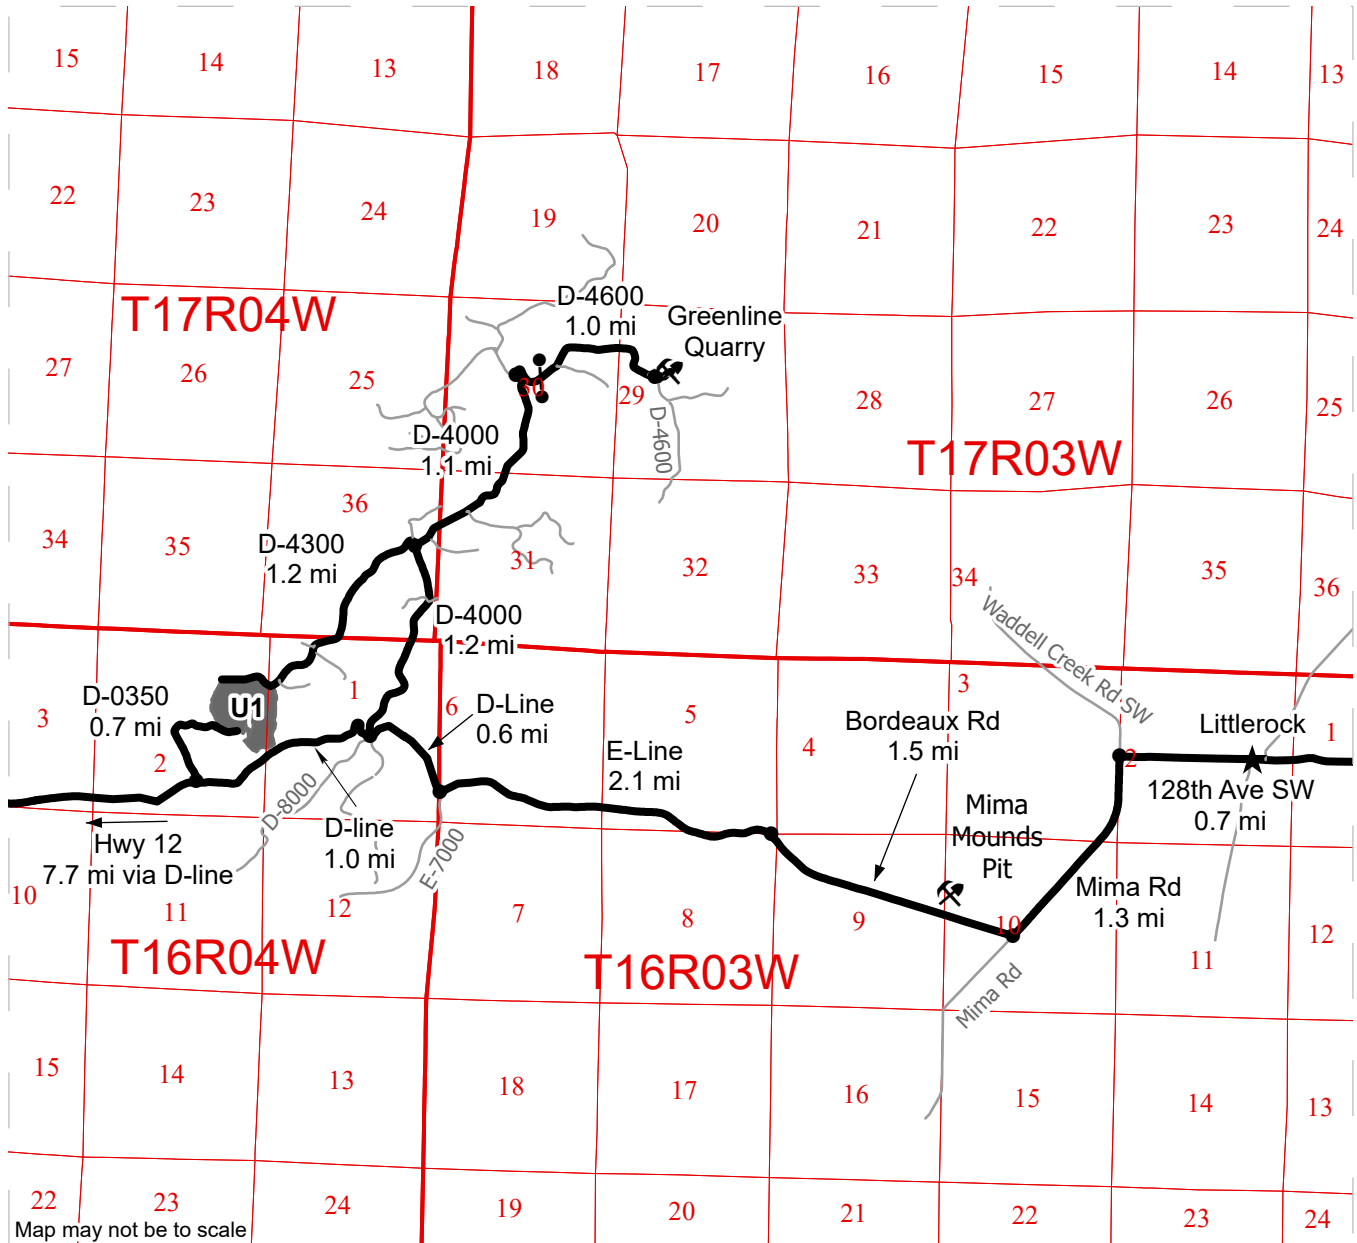 15
14
13
18
17
16
15
14
13
22
23
24
19
20
21
22
23
24
T17R04W
D-4600
1.0 mi
Greenline
Quarry
27
26
25
30
29
28
27
26
25
D-4600
T17R03W
D-4000
1.1 mi
34
35
36
D-4300
1.2 mi
31
32
33
34
35
36
Waddell Creek Rd SW
D-4000
1.2 mi
D-0350
0.7 mi
U1
3
2
1
6
5
4
3
2
1
D-Line
0.6 mi
E-Line
2.1 mi
Bordeaux Rd
1.5 mi
Littlerock
128th Ave SW
0.7 mi
Hwy 12
7.7 mi via D-line
D-8000
D-line
1.0 mi
E-7000
Mima
Mounds
Pit
Mima Rd
1.3 mi
10
11
12
7
8
9
10
11
12
T16R04W
T16R03W
Mima Rd
15
14
13
18
17
16
15
14
13
22
23
24
19
20
21
22
23
24
Map may not be to scale